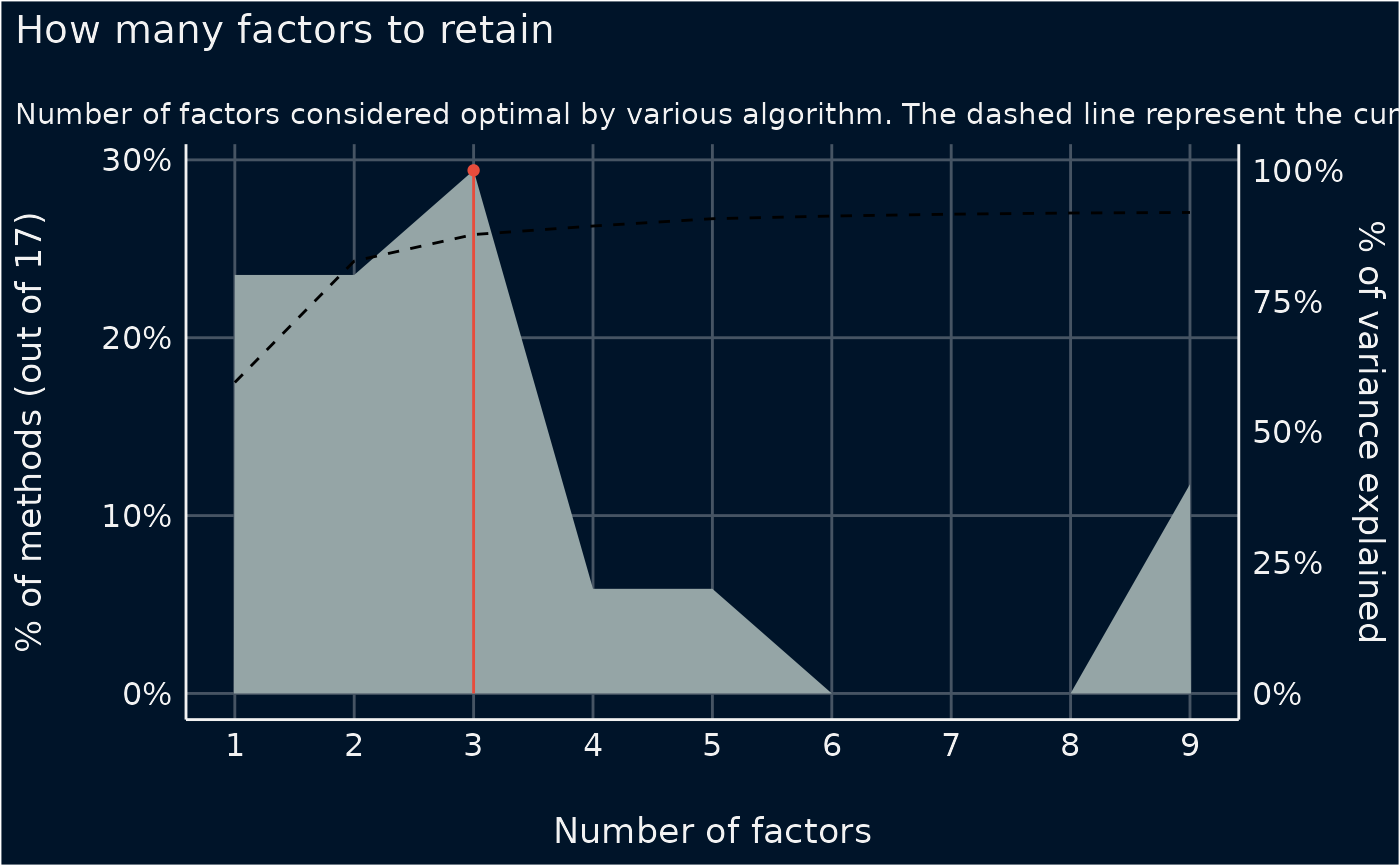 How many factors to retain
Number of factors considered optimal by various algorithm. The dashed line represent the cur
30%
20%
10%
0%
% of methods (out of 17)
100%
75%
50%
25%
0%
% of variance explained
1 2 3 4 5 6 7 8 9
Number of factors